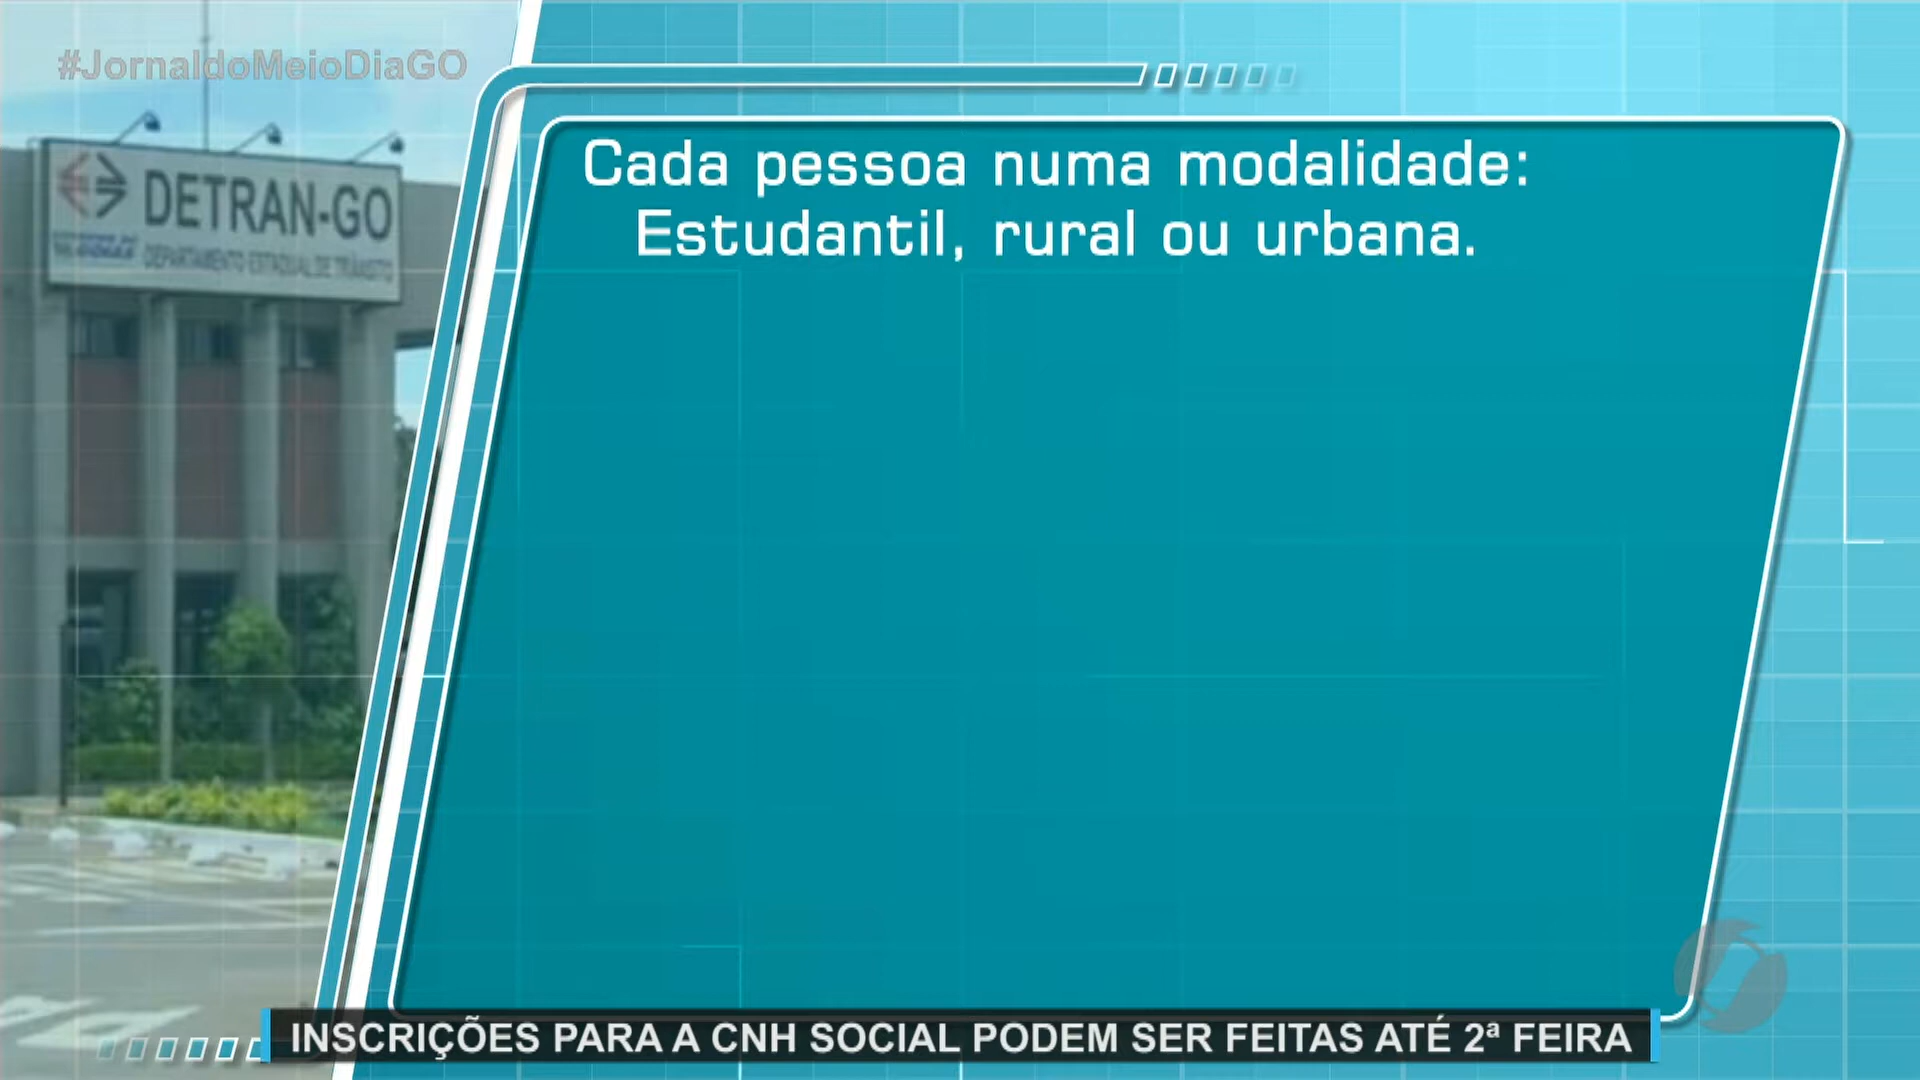 #JornaldoMeioDiaGO
DETRAN-GO
DEPARTAMENTO ESTADUAL DE TRÂNSITO
Cada pessoa numa modalidade:
Estudantil, rural ou urbana.
INSCRIÇÕES PARA A CNH SOCIAL PODEM SER FEITAS ATÉ 2ª FEIRA